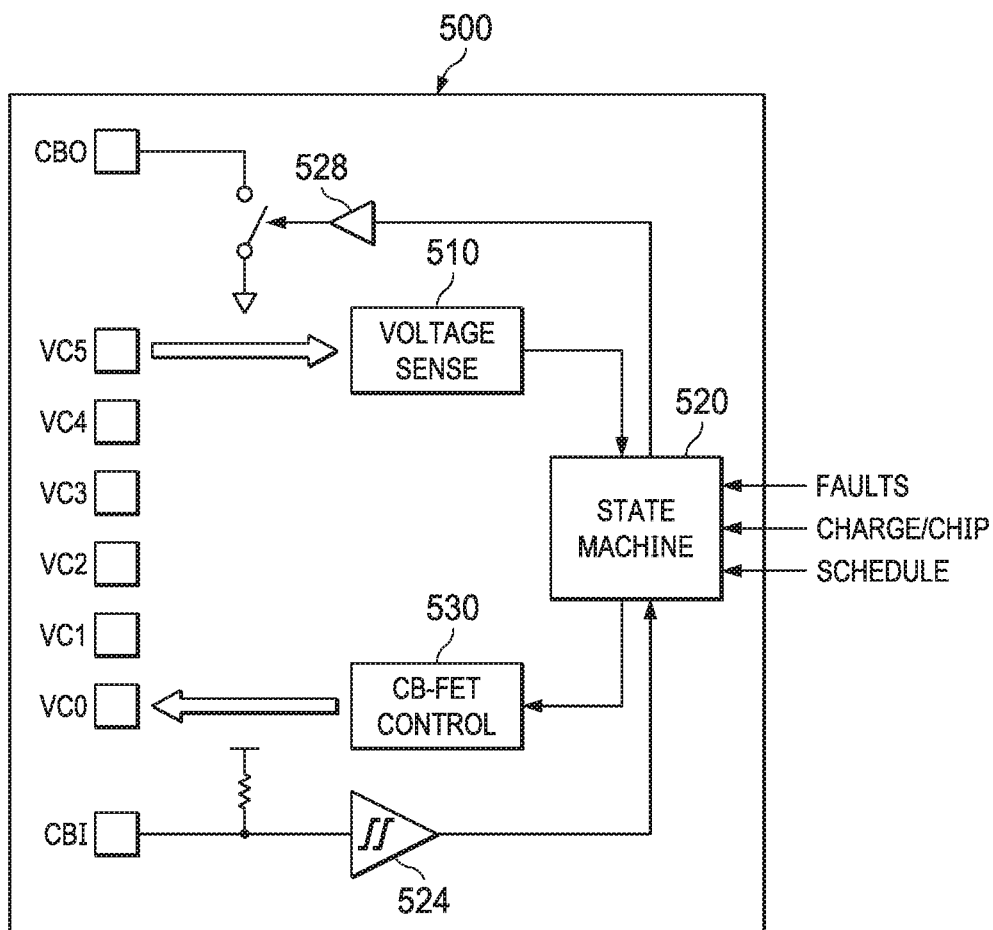 500
CBO
528
510
VOLTAGE
SENSE
VC5
520
VC4
STATE
MACHINE
FAULTS
CHARGE/CHIP
SCHEDULE
VC3
VC2
VC1
530
CB-FET
CONTROL
VC0
CBI
524